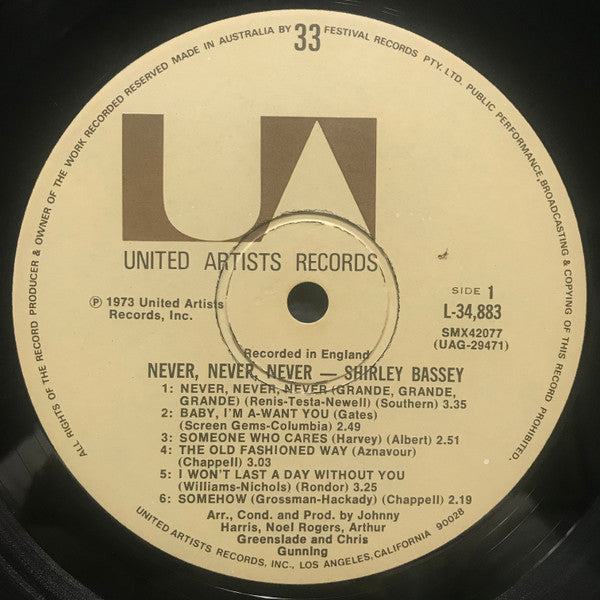 ALL RIGHTS OF THE RECORD PRODUCER & OWNER OF THE WORK RECORDED RESERVED MADE IN AUSTRALIA BY FESTIVAL RECORDS PTY. LTD. PUBLIC PERFORMANCE, BROADCASTING & COPYING OF THIS RECORD PROHIBITED.
33
UA
UNITED ARTISTS RECORDS
SIDE 1
℗ 1973 United Artists
Records, Inc.
L-34,883
SMX42077
(UAG-29471)
Recorded in England
NEVER, NEVER, NEVER — SHIRLEY BASSEY
1: NEVER, NEVER, NEVER (GRANDE, GRANDE,
GRANDE) (Renis-Testa-Newell) (Southern) 3.35
2: BABY, I'M A-WANT YOU (Gates)
(Screen Gems-Columbia) 2.49
3: SOMEONE WHO CARES (Harvey) (Albert) 2.51
4: THE OLD FASHIONED WAY (Aznavour)
(Chappell) 3.03
5: I WON'T LAST A DAY WITHOUT YOU
(Williams-Nichols) (Rondor) 3.25
6: SOMEHOW (Grossman-Hackady) (Chappell) 2.19
Arr., Cond. and Prod. by Johnny
Harris, Noel Rogers, Arthur
Greenslade and Chris
Gunning
UNITED ARTISTS RECORDS, INC., LOS ANGELES, CALIFORNIA 90028